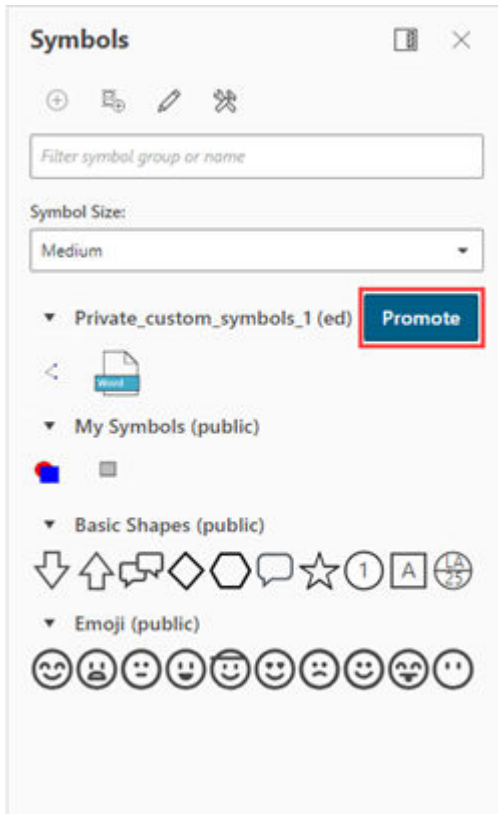 Symbols
Filter symbol group or name
Symbol Size:
Medium
Private_custom_symbols_1 (ed) Promote
Word
My Symbols (public)
Basic Shapes (public)
1 A LA 25
Emoji (public)